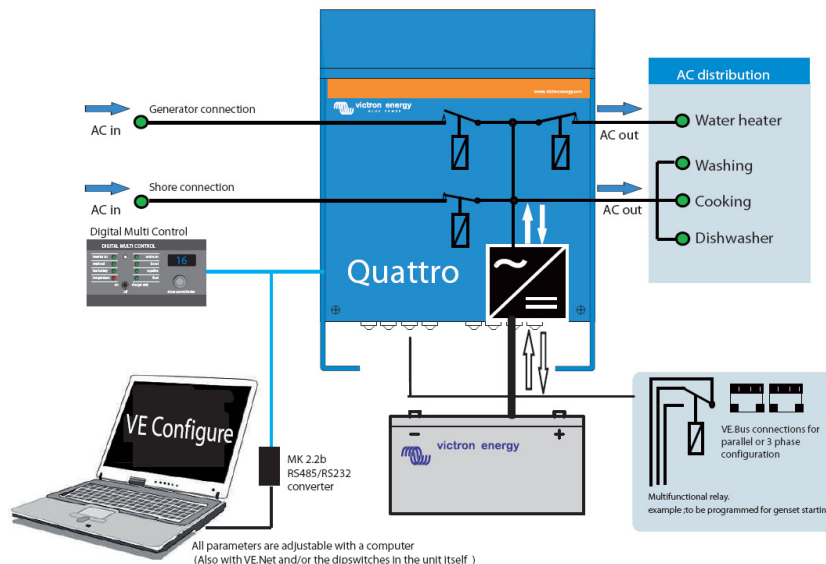 victron energy
BLUE POWER
www.victronenergy.com
Generator connection
AC in
Shore connection
AC in
AC out
AC out
AC distribution
Water heater
Washing
Cooking
Dishwasher
Digital Multi Control
DIGITAL MULTI CONTROL
16
Quattro
VE Configure
MK 2.2b
RS485/RS232
converter
- +
victron energy
VE.Bus connections for
parallel or 3 phase
configuration
Multifunctional relay.
example ;to be programmed for genset startin
All parameters are adjustable with a computer
(Also with VE.Net and/or the dipswitches in the unit itself )